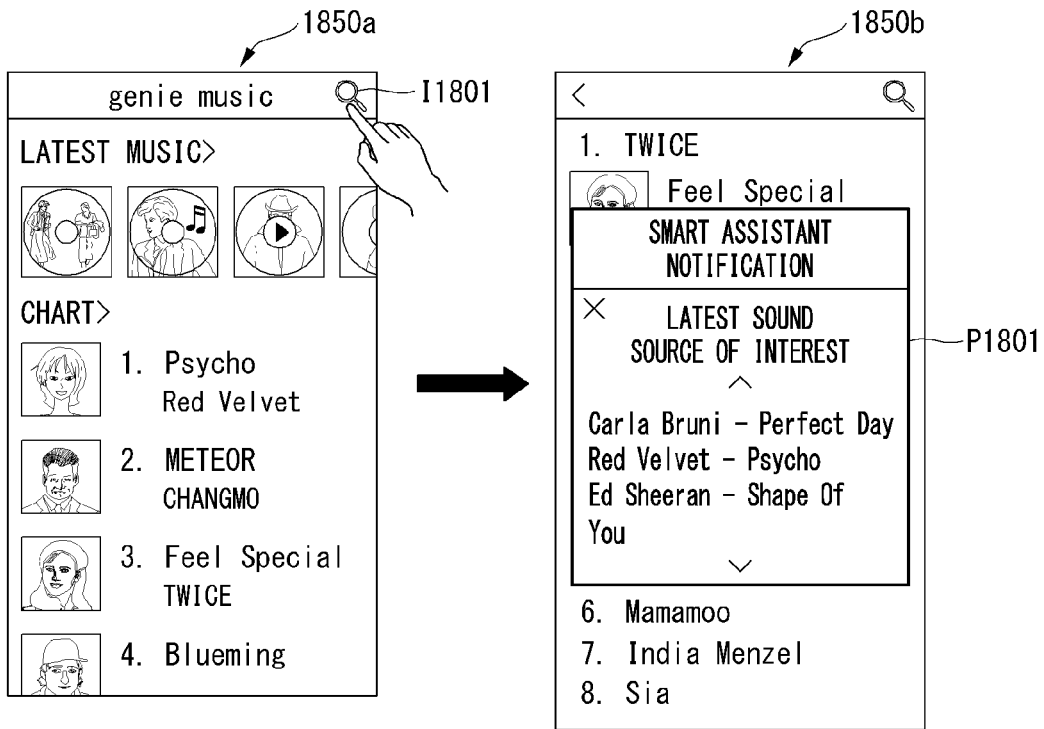 1850a
genie music
I1801
LATEST MUSIC>
CHART>
1. Psycho
Red Velvet
2. METEOR
CHANGMO
3. Feel Special
TWICE
4. Blueming
1850b
<
1. TWICE
Feel Special
SMART ASSISTANT
NOTIFICATION
LATEST SOUND
SOURCE OF INTEREST
Carla Bruni – Perfect Day
Red Velvet – Psycho
Ed Sheeran – Shape Of
You
P1801
6. Mamamoo
7. India Menzel
8. Sia